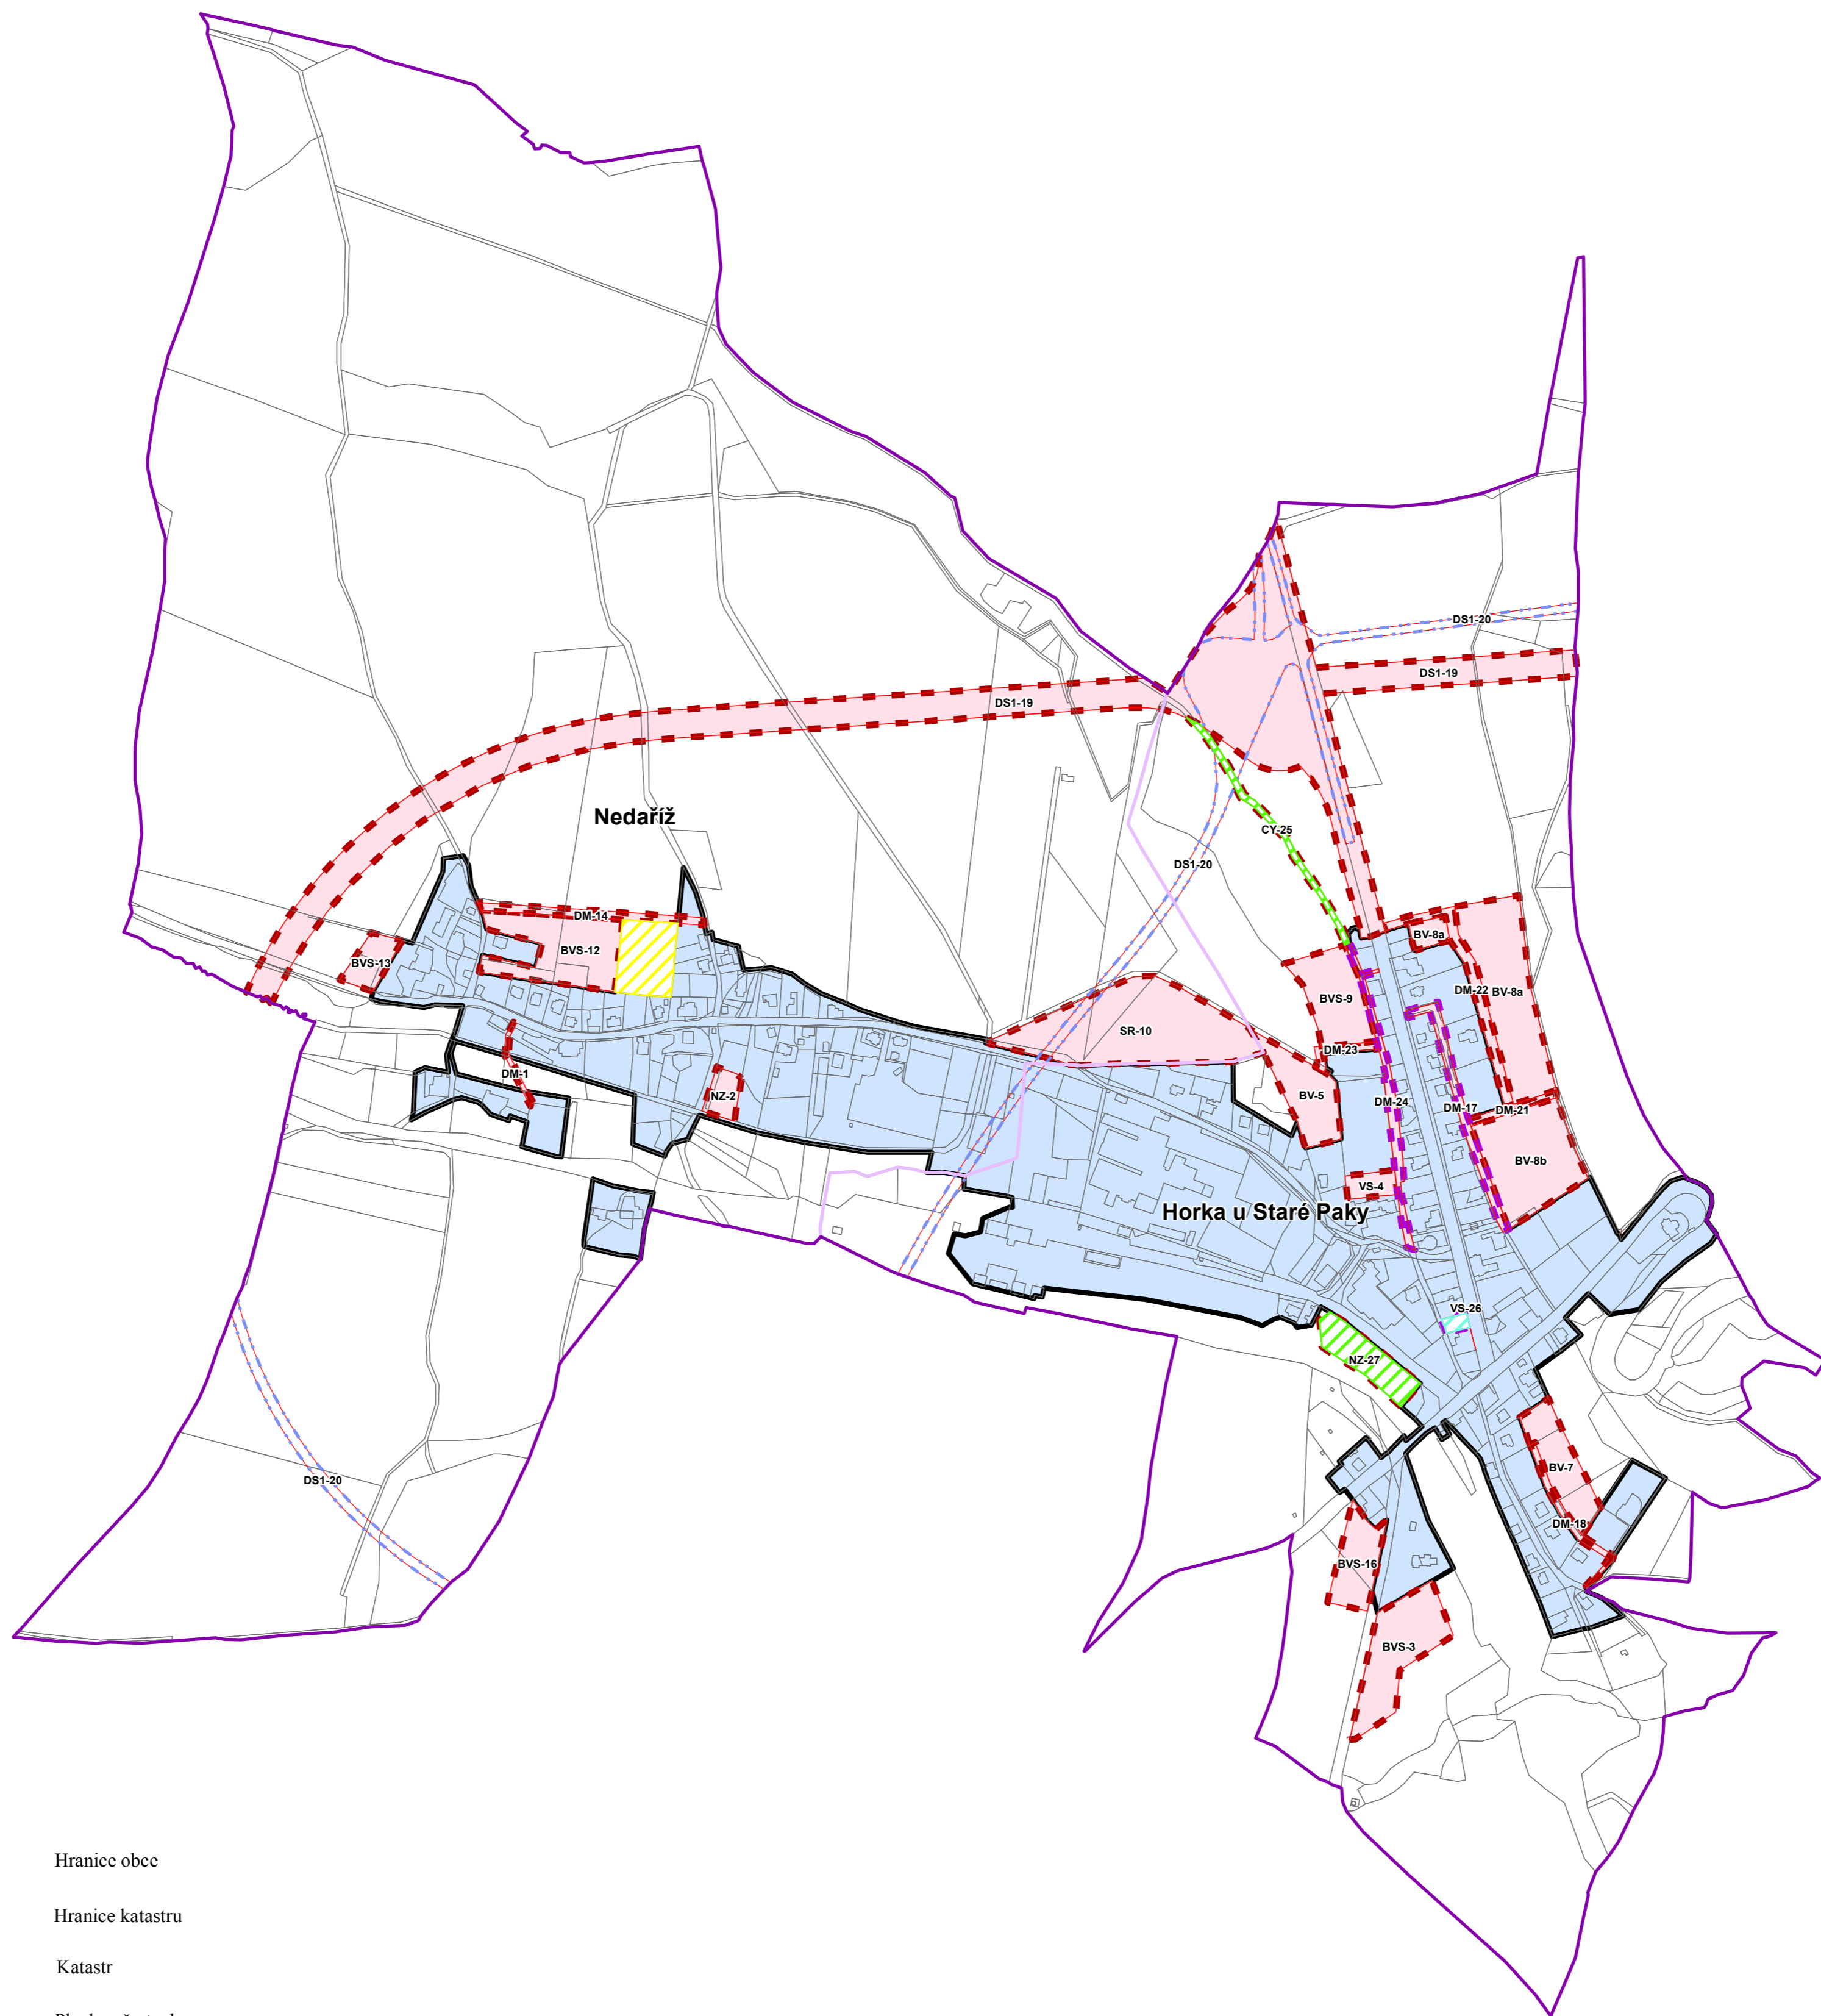 DS1-20
DS1-19
DS1-19
Nedaříž
CY-25
DS1-20
DM-14
BVS-12
BV-8a
BVS-13
DM-22
BV-8a
BVS-9
SR-10
DM-23
DM-1
NZ-2
BV-5
DM-24
DM-17
DM-21
BV-8b
VS-4
Horka u Staré Paky
VS-26
NZ-27
BV-7
DS1-20
DM-18
BVS-16
BVS-3
Hranice obce
Hranice katastru
Katastr